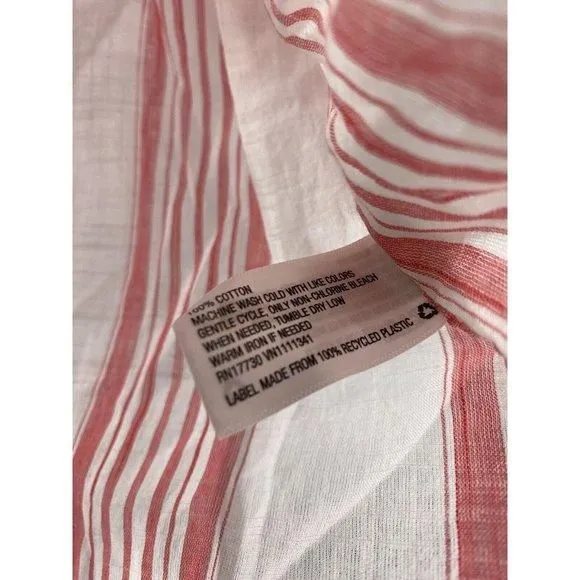 100% COTTON
MACHINE WASH COLD WITH LIKE COLORS
GENTLE CYCLE, ONLY NON-CHLORINE BLEACH
WHEN NEEDED, TUMBLE DRY LOW
WARM IRON IF NEEDED
RN17730 VN1111341
LABEL MADE FROM 100% RECYCLED PLASTIC